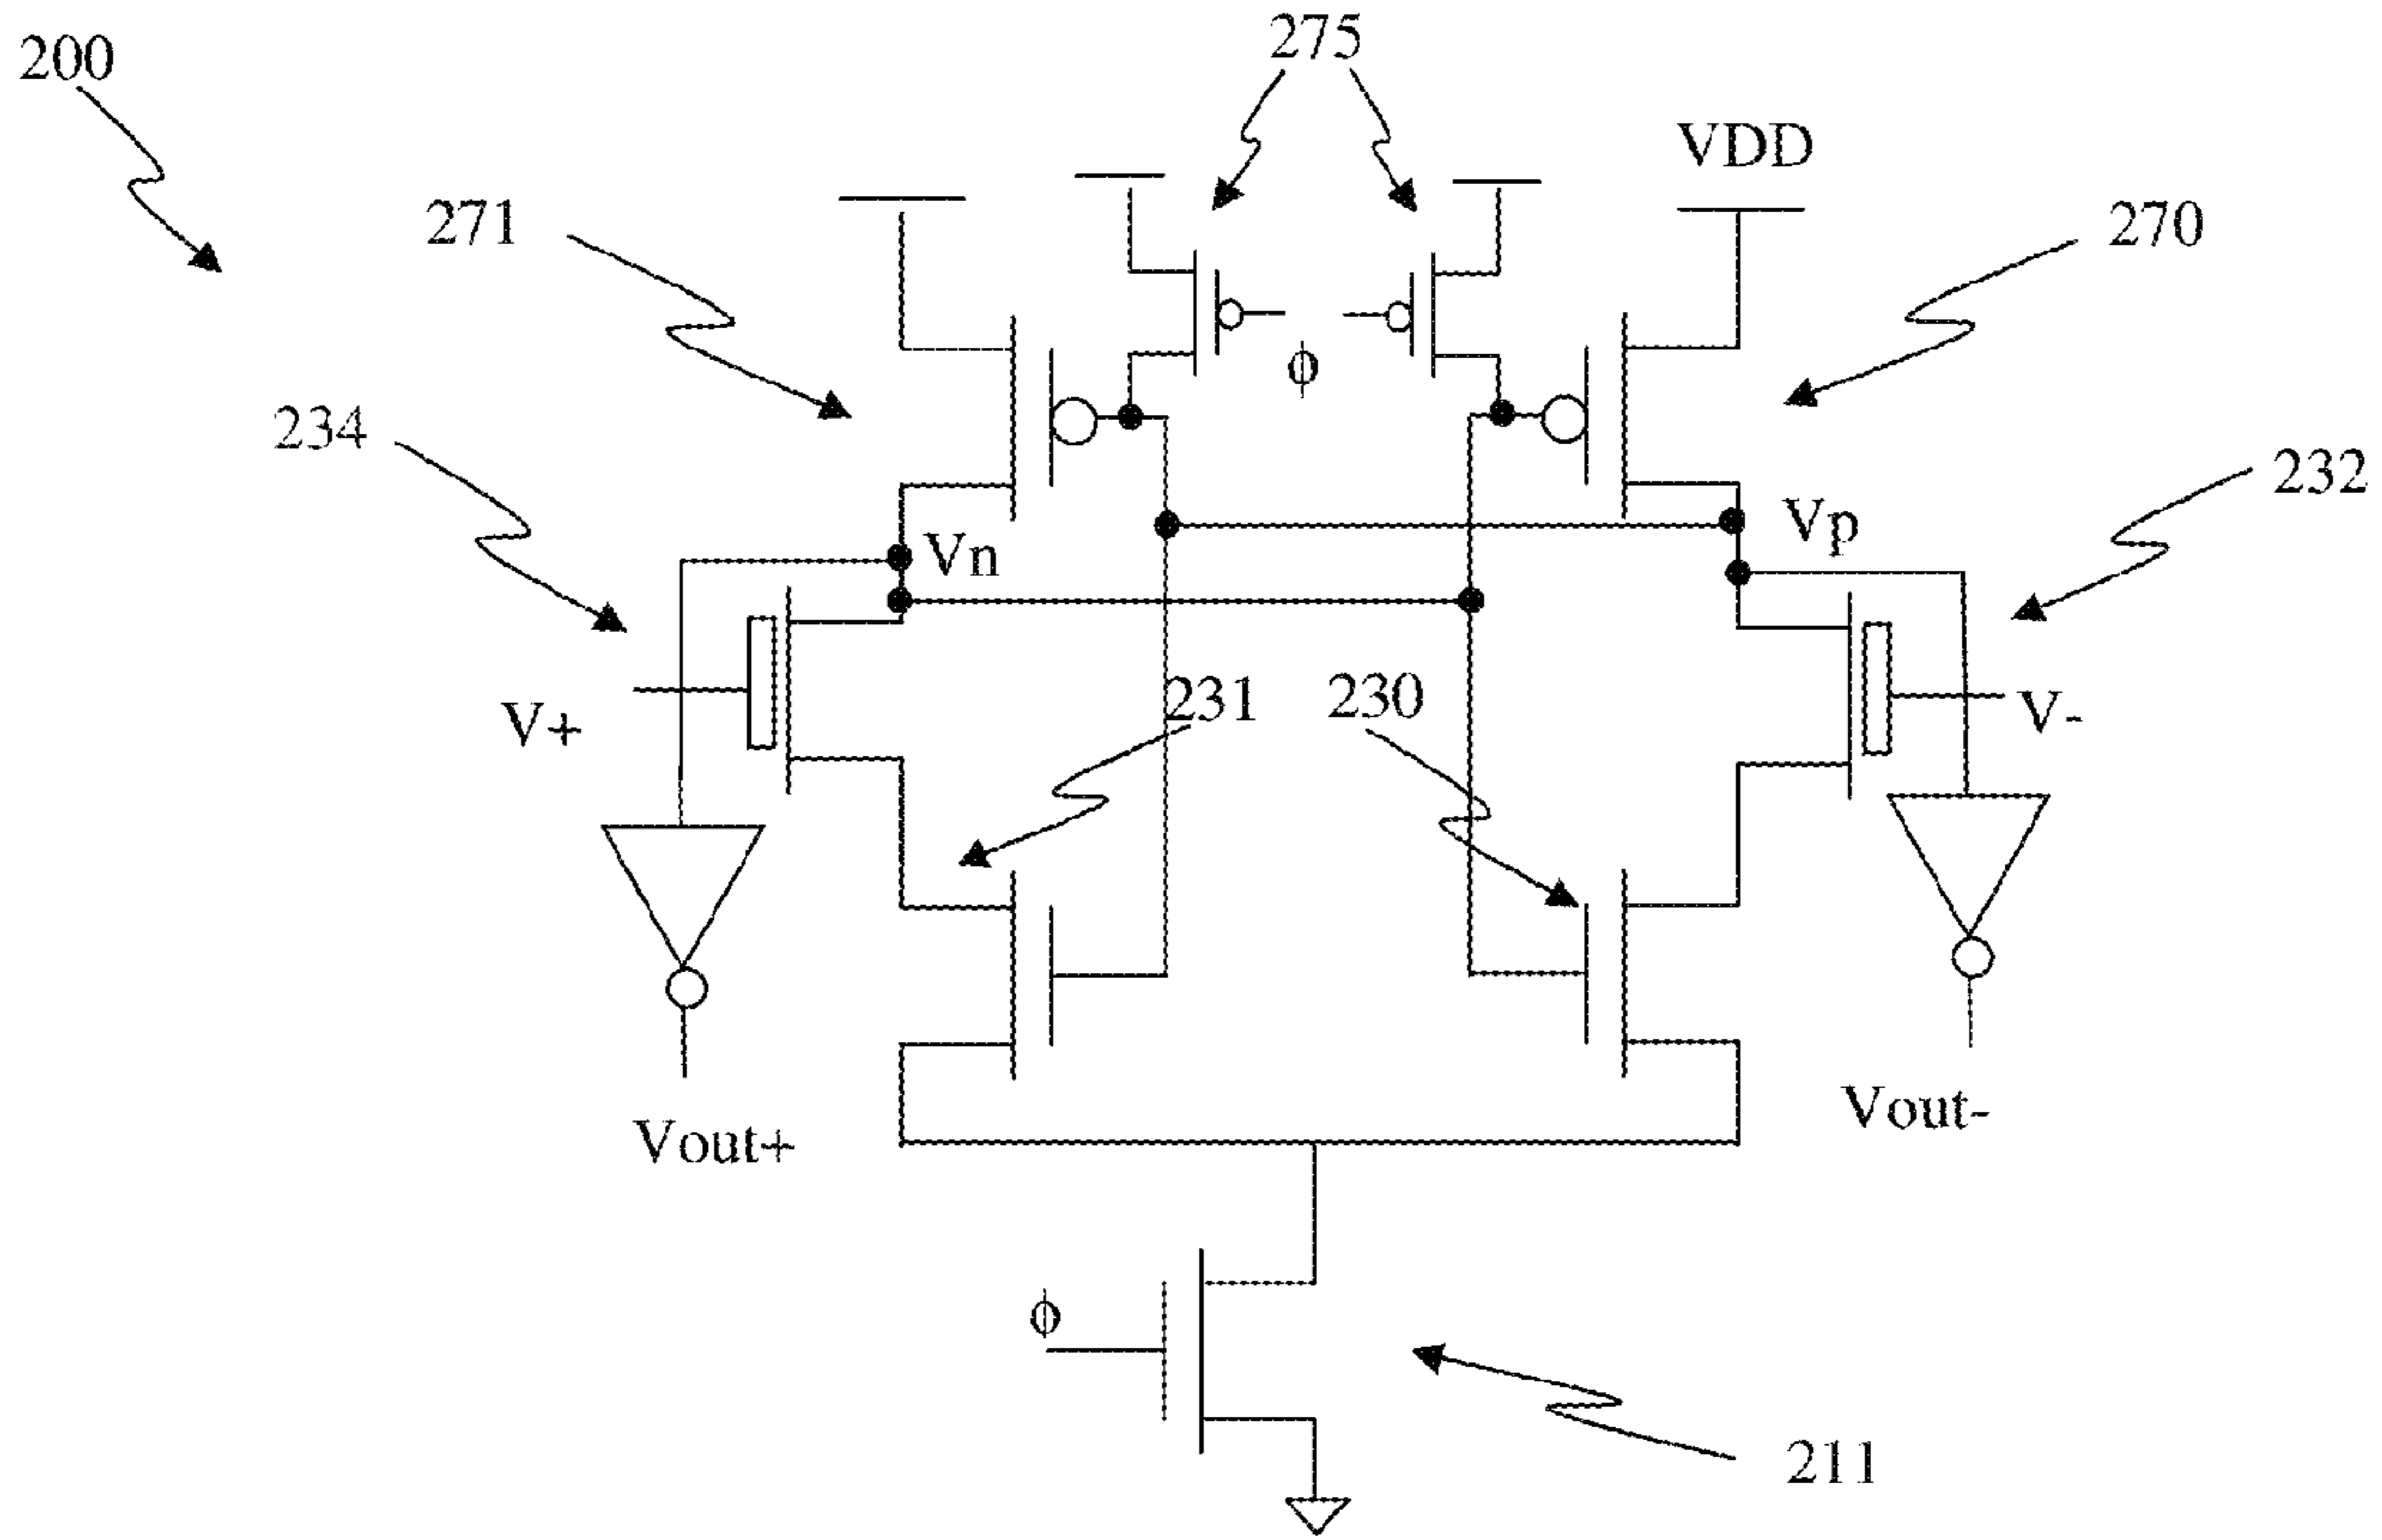 200
275
VDD
271
270
ϕ
234
232
Vn
Vp
231
230
V+
V-
Vout+
Vout-
ϕ
211